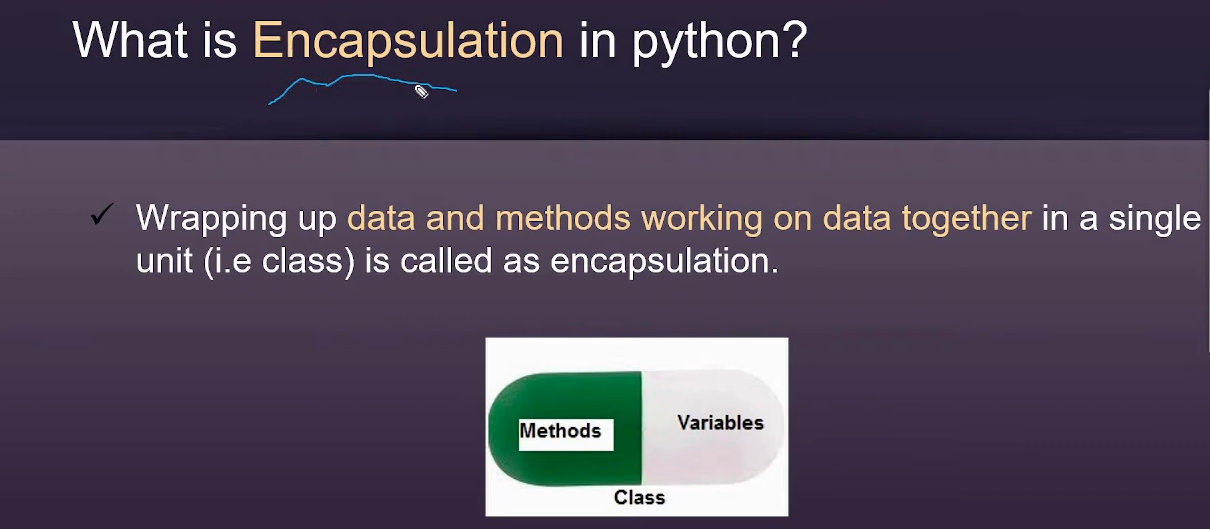 What is Encapsulation in python?
✓ Wrapping up data and methods working on data together in a single
unit (i.e class) is called as encapsulation.
Methods
Variables
Class